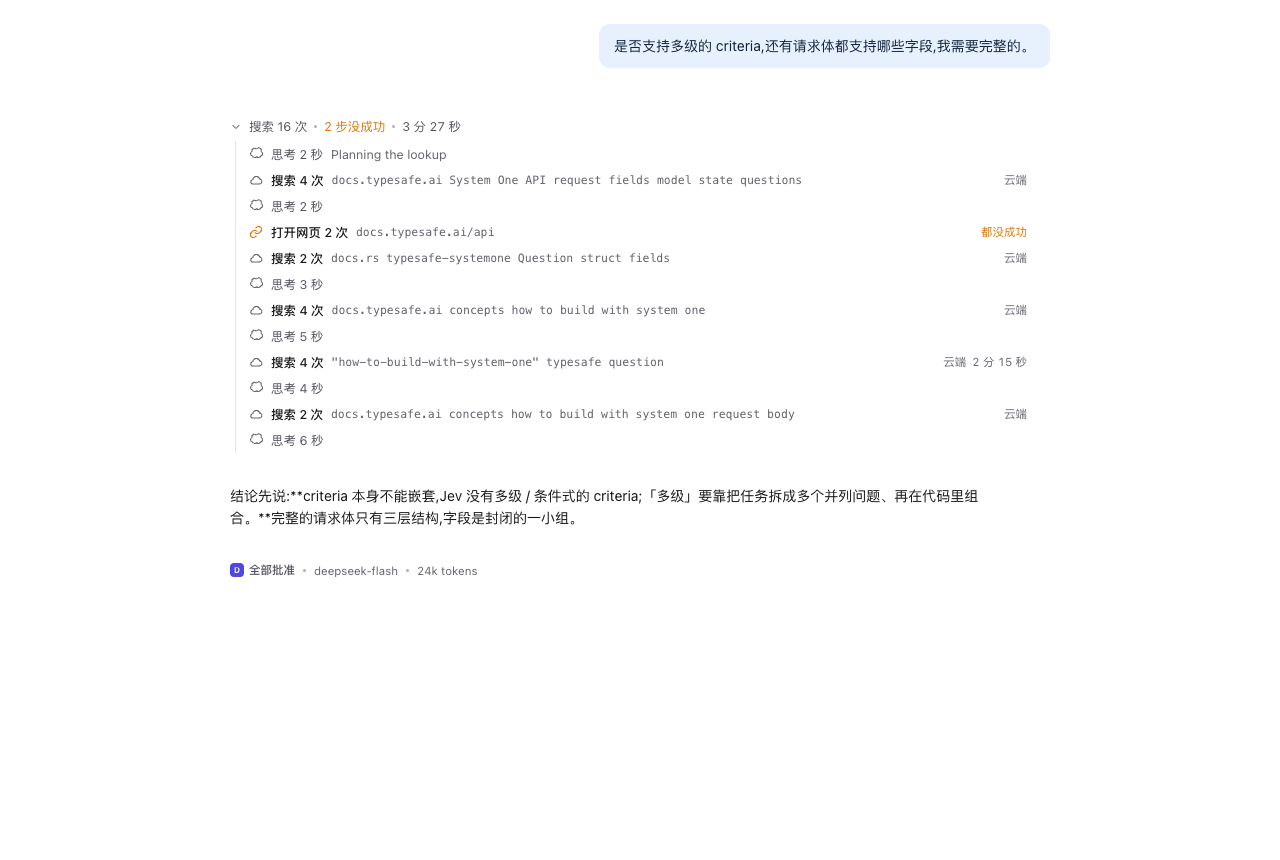 是否支持多级的 criteria,还有请求体都支持哪些字段,我需要完整的。
搜索 16 次 • 2 步没成功 • 3 分 27 秒
思考 2 秒 Planning the lookup
搜索 4 次 docs.typesafe.ai System One API request fields model state questions 云端
思考 2 秒
打开网页 2 次 docs.typesafe.ai/api 都没成功
搜索 2 次 docs.rs typesafe-systemone Question struct fields 云端
思考 3 秒
搜索 4 次 docs.typesafe.ai concepts how to build with system one 云端
思考 5 秒
搜索 4 次 "how-to-build-with-system-one" typesafe question 云端 2 分 15 秒
思考 4 秒
搜索 2 次 docs.typesafe.ai concepts how to build with system one request body 云端
思考 6 秒
结论先说:**criteria 本身不能嵌套,Jev 没有多级 / 条件式的 criteria;「多级」要靠把任务拆成多个并列问题、再在代码里组
合。**完整的请求体只有三层结构,字段是封闭的一小组。
D 全部批准 • deepseek-flash • 24k tokens